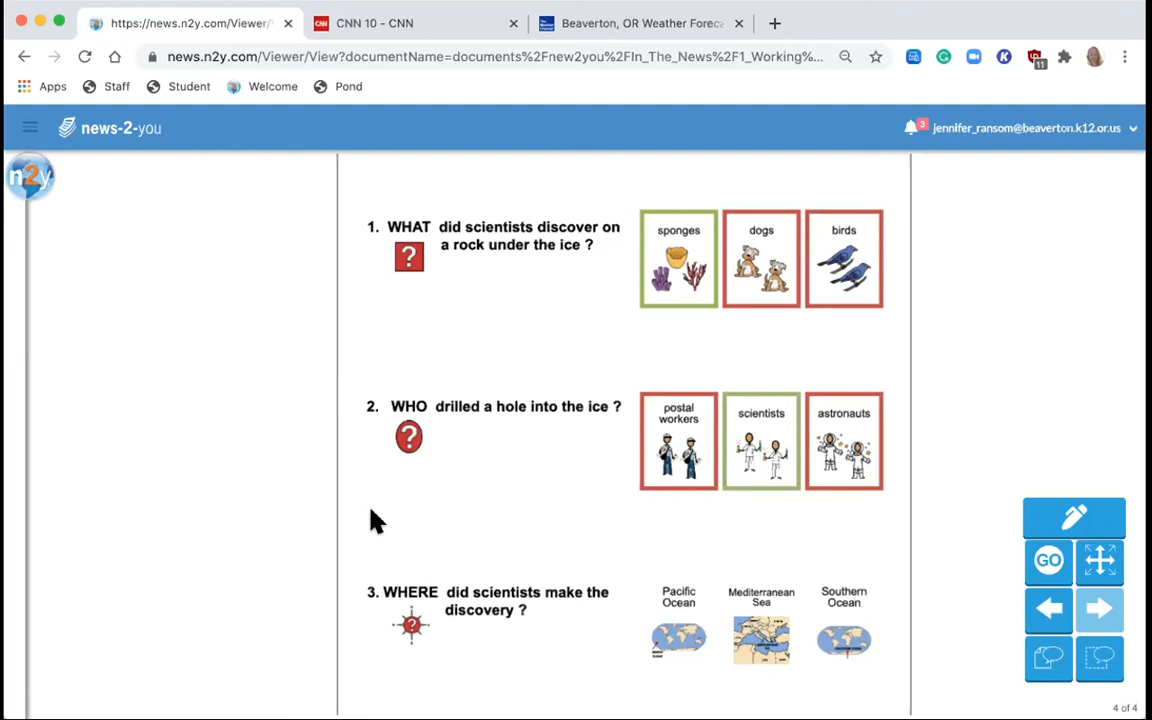 https://news.n2y.com/Viewer/
CNN 10 - CNN
Beaverton, OR Weather Foreca
news.n2y.com/Viewer/View?documentName=documents%2Fnew2you%2FIn_The_News%2F1_Working%...
11
Apps
Staff
Student
Welcome
Pond
news-2-you
3
jennifer_ransom@beaverton.k12.or.us
n2y
1. WHAT did scientists discover on
a rock under the ice ?
?
sponges
dogs
birds
2. WHO drilled a hole into the ice ?
?
postal
workers
scientists
astronauts
3. WHERE did scientists make the
discovery ?
?
Pacific
Ocean
Mediterranean
Sea
Southern
Ocean
GO
4 of 4